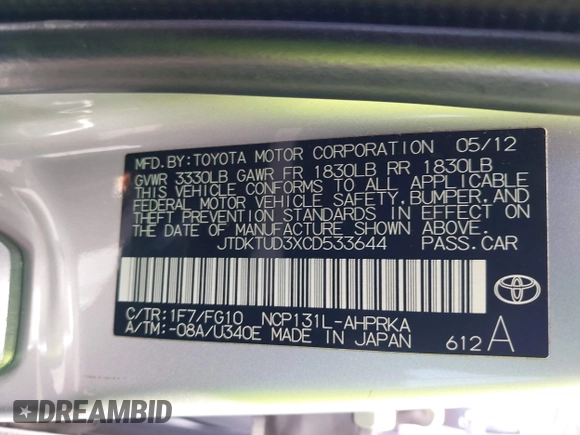 MFD.BY:TOYOTA MOTOR CORPORATION 05/12
GVWR 3330LB GAWR FR 1830LB RR 1830LB
THIS VEHICLE CONFORMS TO ALL APPLICABLE
FEDERAL MOTOR VEHICLE SAFETY, BUMPER, AND
THEFT PREVENTION STANDARDS IN EFFECT ON
THE DATE OF MANUFACTURE SHOWN ABOVE.
JTDKTUD3XCD533644 PASS.CAR
TOYOTA
C/TR:1F7/FG10 NCP131L-AHPRKA
A/TM:-08A/U340E MADE IN JAPAN
612 A
DREAMBID